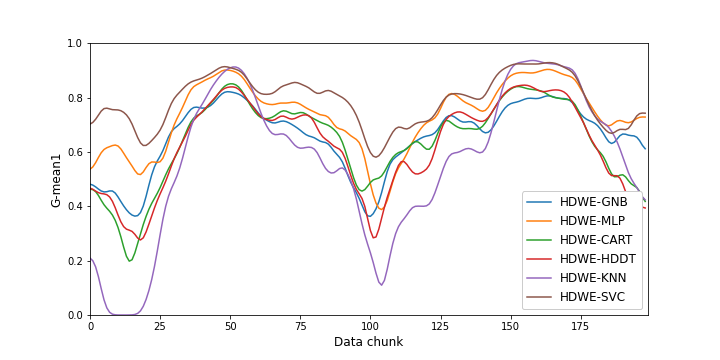 1.0
0.8
0.6
0.4
0.2
0.0
G-mean1
0 25 50 75 100 125 150 175
Data chunk
HDWE-GNB
HDWE-MLP
HDWE-CART
HDWE-HDDT
HDWE-KNN
HDWE-SVC